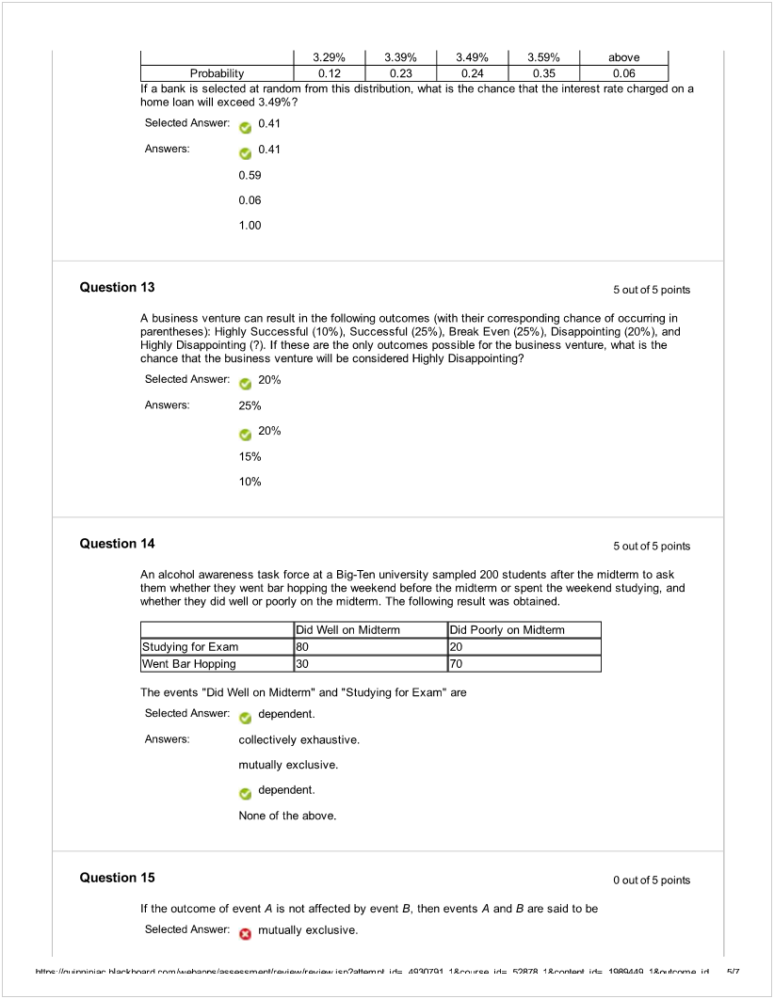 3.29% 3.39% 3.49% 3.59% above
Probability 0.12 0.23 0.24 0.35 0.06
If a bank is selected at random from this distribution, what is the chance that the interest rate charged on a
home loan will exceed 3.49%?
Selected Answer: 0.41
Answers: 0.41
0.59
0.06
1.00
Question 13
5 out of 5 points
A business venture can result in the following outcomes (with their corresponding chance of occurring in
parentheses): Highly Successful (10%), Successful (25%), Break Even (25%), Disappointing (20%), and
Highly Disappointing (?). If these are the only outcomes possible for the business venture, what is the
chance that the business venture will be considered Highly Disappointing?
Selected Answer: 20%
Answers: 25%
20%
15%
10%
Question 14
5 out of 5 points
An alcohol awareness task force at a Big-Ten university sampled 200 students after the midterm to ask
them whether they went bar hopping the weekend before the midterm or spent the weekend studying, and
whether they did well or poorly on the midterm. The following result was obtained.
Did Well on Midterm Did Poorly on Midterm
Studying for Exam 80 20
Went Bar Hopping 30 70
The events "Did Well on Midterm" and "Studying for Exam" are
Selected Answer: dependent.
Answers: collectively exhaustive.
mutually exclusive.
dependent.
None of the above.
Question 15
0 out of 5 points
If the outcome of event A is not affected by event B, then events A and B are said to be
Selected Answer: mutually exclusive.
https://quinnipiac.blackboard.com/webapps/assessment/review/review.jsp?attempt_id=_4930791_1&course_id=_52878_1&content_id=_1989449_1&outcome_id... 5/7